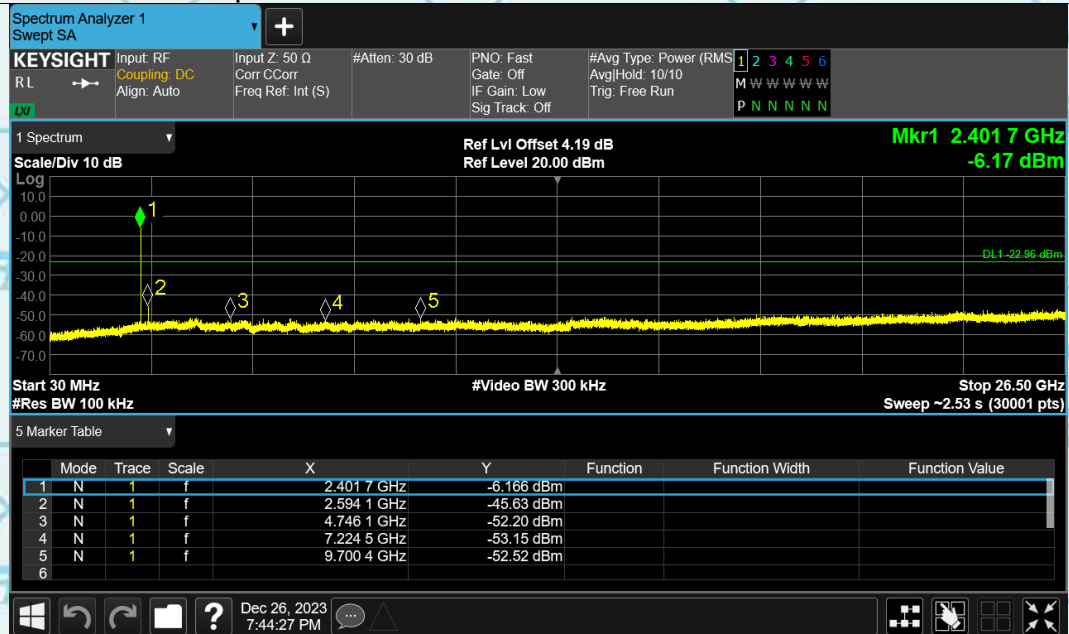 Spectrum Analyzer 1
Swept SA
+
KEYSIGHT
R L
LXI
Input: RF
Coupling: DC
Align: Auto
Input Z: 50 Ω
Corr CCorr
Freq Ref: Int (S)
#Atten: 30 dB
PNO: Fast
Gate: Off
IF Gain: Low
Sig Track: Off
#Avg Type: Power (RMS
Avg|Hold: 10/10
Trig: Free Run
1 2 3 4 5 6
M W W W W W W
P N N N N N
1 Spectrum
Scale/Div 10 dB
Ref Lvl Offset 4.19 dB
Ref Level 20.00 dBm
Mkr1 2.401 7 GHz
-6.17 dBm
Log
10.0
0.00
-10.0
-20.0
-30.0
-40.0
-50.0
-60.0
-70.0
1
2
3
4
5
DL1 -22.96 dBm
Start 30 MHz
#Video BW 300 kHz
Stop 26.50 GHz
#Res BW 100 kHz
Sweep ~2.53 s (30001 pts)
5 Marker Table
Mode Trace Scale X Y Function Function Width Function Value
1 N 1 f 2.401 7 GHz -6.166 dBm
2 N 1 f 2.594 1 GHz -45.63 dBm
3 N 1 f 4.746 1 GHz -52.20 dBm
4 N 1 f 7.224 5 GHz -53.15 dBm
5 N 1 f 9.700 4 GHz -52.52 dBm
6
?
Dec 26, 2023
7:44:27 PM